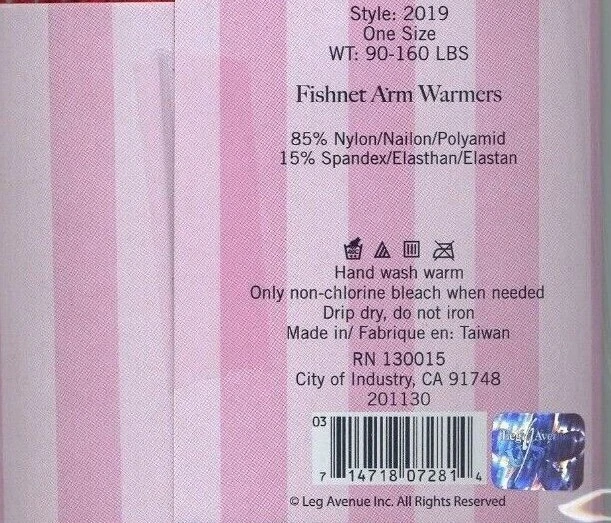 Style: 2019
One Size
WT: 90-160 LBS
Fishnet Arm Warmers
85% Nylon/Nailon/Polyamid
15% Spandex/Elasthan/Elastan
Hand wash warm
Only non-chlorine bleach when needed
Drip dry, do not iron
Made in/ Fabrique en: Taiwan
RN 130015
City of Industry, CA 91748
201130
03
7 14718 07281 4
Leg Aven
© Leg Avenue Inc. All Rights Reserved